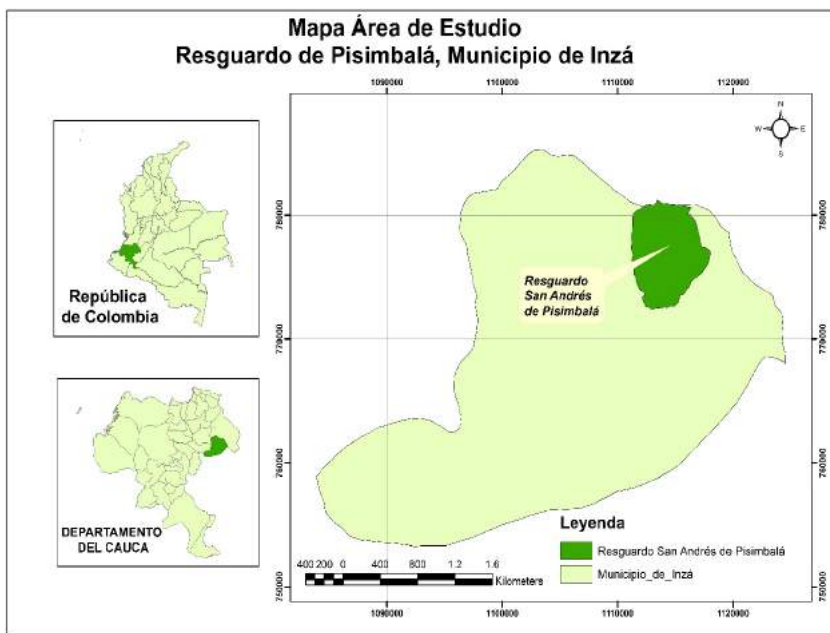 Mapa Área de Estudio
Resguardo de Pisimbalá, Municipio de Inzá
1090000
1100000
1110000
1120000
N
W
E
S
780000
780000
República
de Colombia
Resguardo
San Andrés
de Pisimbalá
770000
770000
760000
760000
DEPARTAMENTO
DEL CAUCA
Leyenda
Resguardo San Andrés de Pisimbalá
Municipio_de_Inzá
400 200 0 400 800 1.2 1.6
Kilometers
750000
750000
1090000
1100000
1110000
1120000